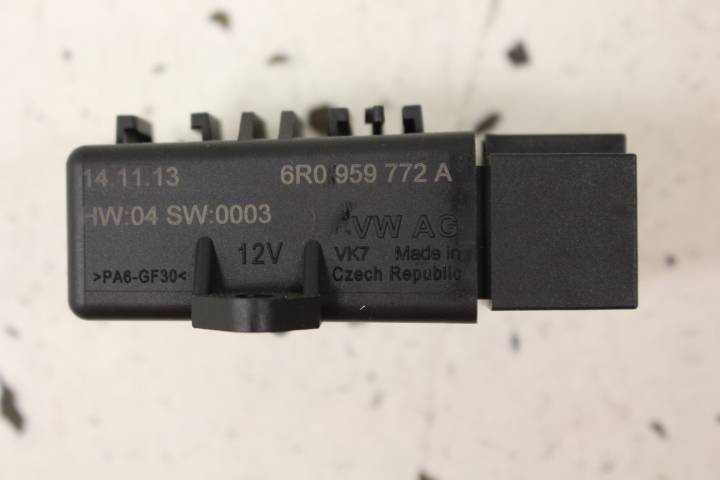 14.11.13 6R0 959 772 A
HW:04 SW:0003
VW AG
12V
VK7 Made in
>PA6-GF30< Czech Republic